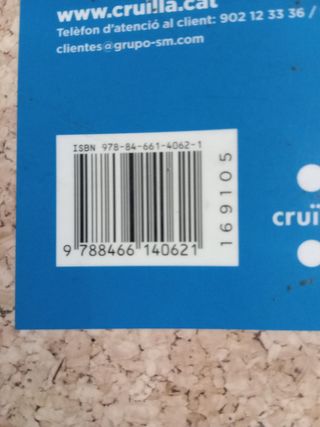 www.cruïlla.cat
Telèfon d'atenció al client: 902 12 33 36 /
clientes@grupo-sm.com
ISBN 978-84-661-4062-1
9 788466 140621
169105
cruï